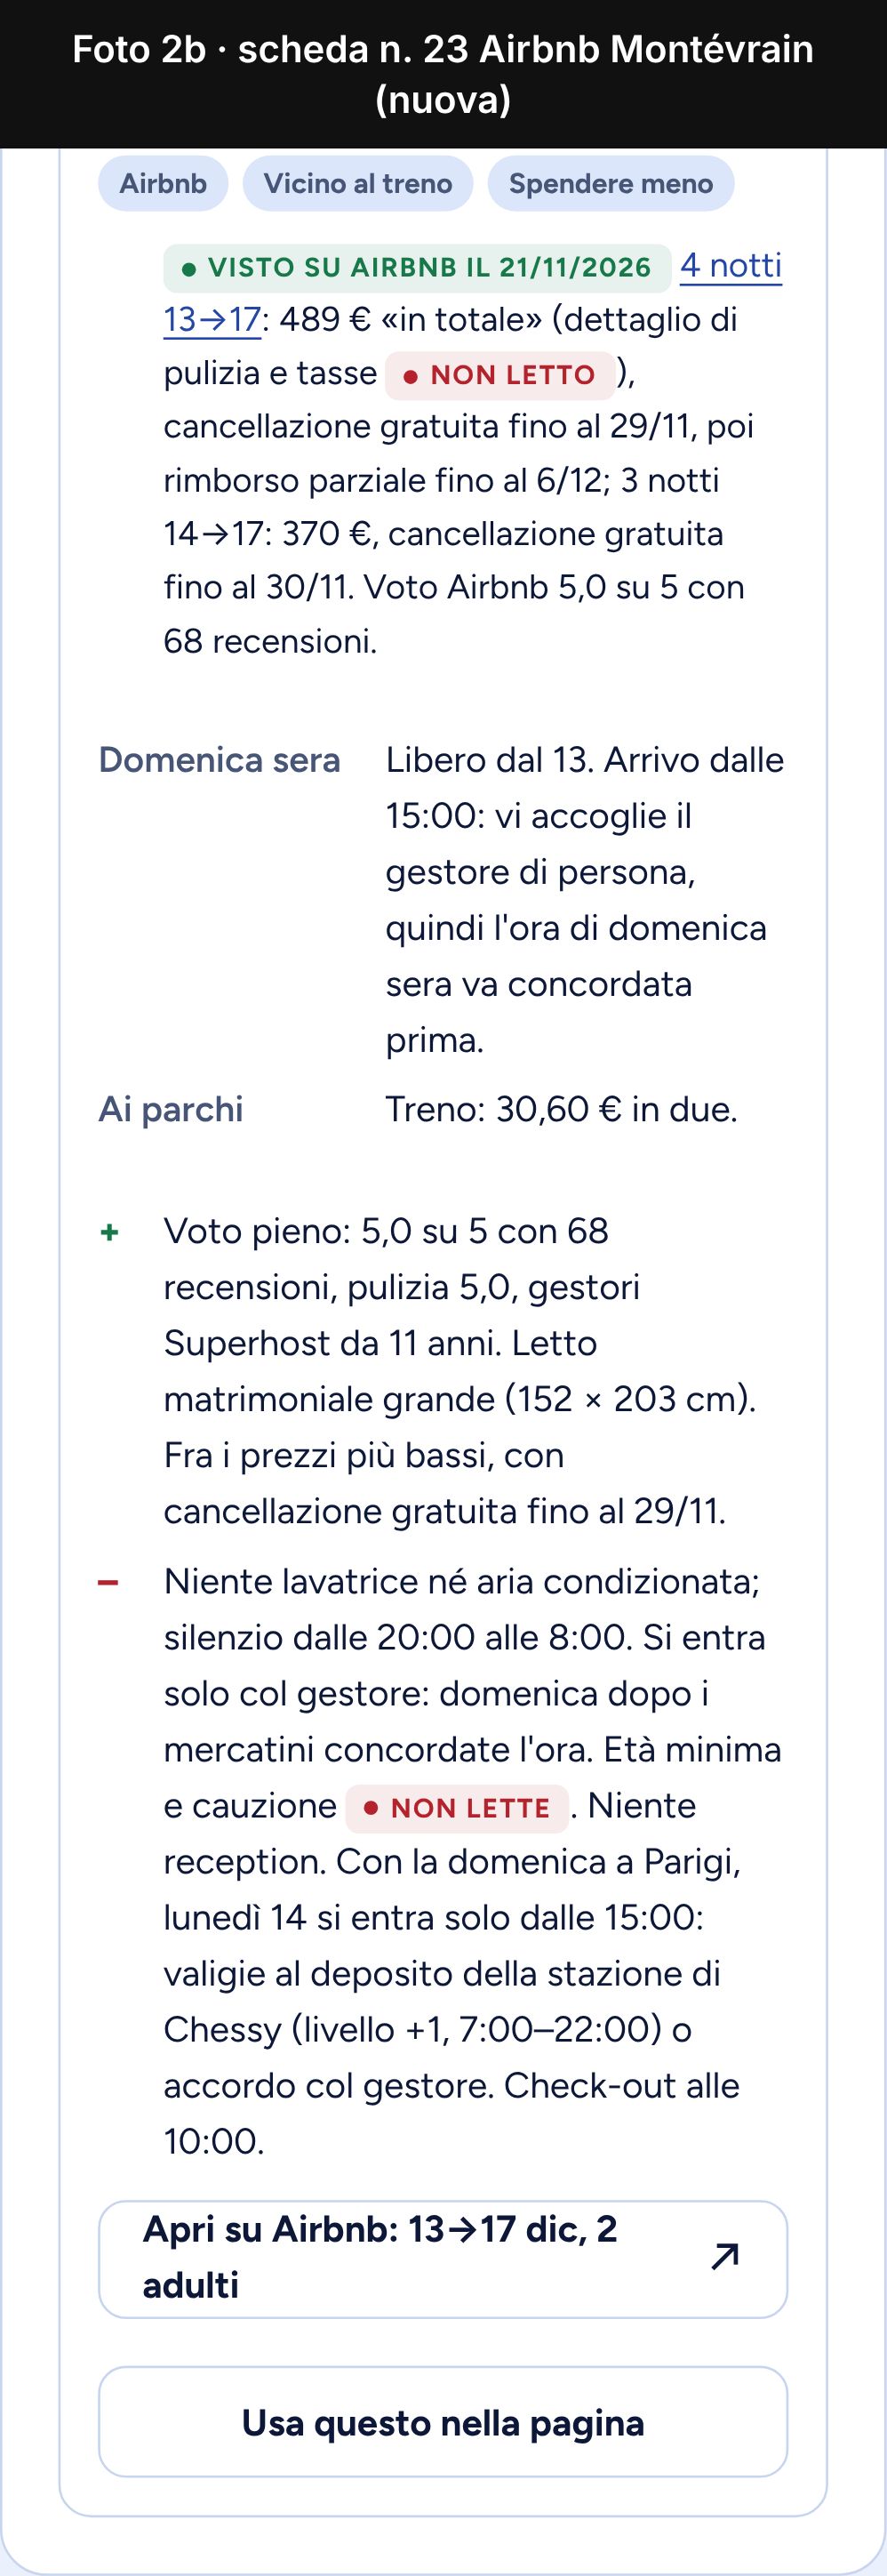 Foto 2b · scheda n. 23 Airbnb Montévrain
(nuova)
Airbnb Vicino al treno Spendere meno
● VISTO SU AIRBNB IL 21/11/2026 4 notti
13→17: 489 € «in totale» (dettaglio di
pulizia e tasse ● NON LETTO),
cancellazione gratuita fino al 29/11, poi
rimborso parziale fino al 6/12; 3 notti
14→17: 370 €, cancellazione gratuita
fino al 30/11. Voto Airbnb 5,0 su 5 con
68 recensioni.
Domenica sera Libero dal 13. Arrivo dalle
15:00: vi accoglie il
gestore di persona,
quindi l'ora di domenica
sera va concordata
prima.
Ai parchi Treno: 30,60 € in due.
+ Voto pieno: 5,0 su 5 con 68
recensioni, pulizia 5,0, gestori
Superhost da 11 anni. Letto
matrimoniale grande (152 × 203 cm).
Fra i prezzi più bassi, con
cancellazione gratuita fino al 29/11.
– Niente lavatrice né aria condizionata;
silenzio dalle 20:00 alle 8:00. Si entra
solo col gestore: domenica dopo i
mercatini concordate l'ora. Età minima
e cauzione ● NON LETTE. Niente
reception. Con la domenica a Parigi,
lunedì 14 si entra solo dalle 15:00:
valigie al deposito della stazione di
Chessy (livello +1, 7:00–22:00) o
accordo col gestore. Check-out alle
10:00.
Apri su Airbnb: 13→17 dic, 2
adulti ↗
Usa questo nella pagina